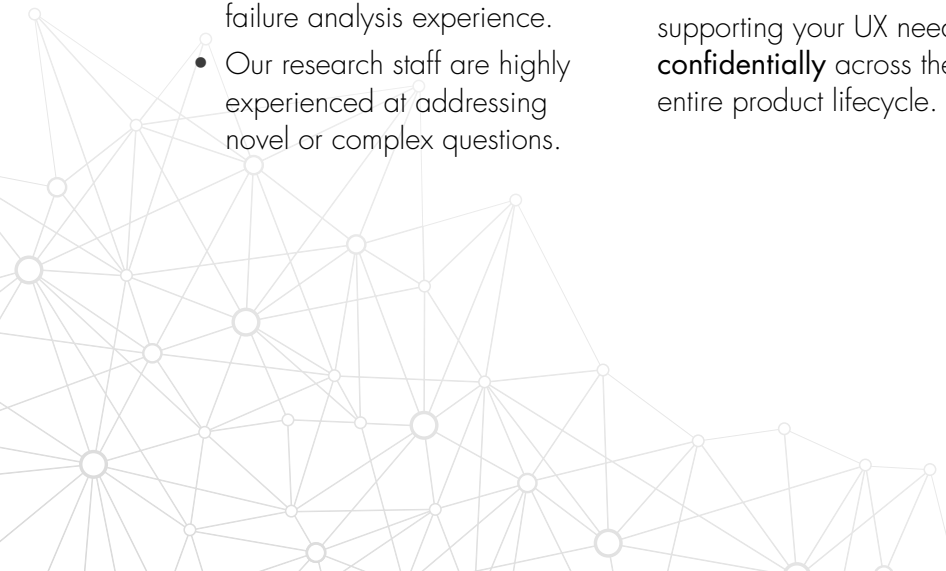 failure analysis experience.
• Our research staff are highly
experienced at addressing
novel or complex questions.
supporting your UX
confidentially across
entire product lifecycle.